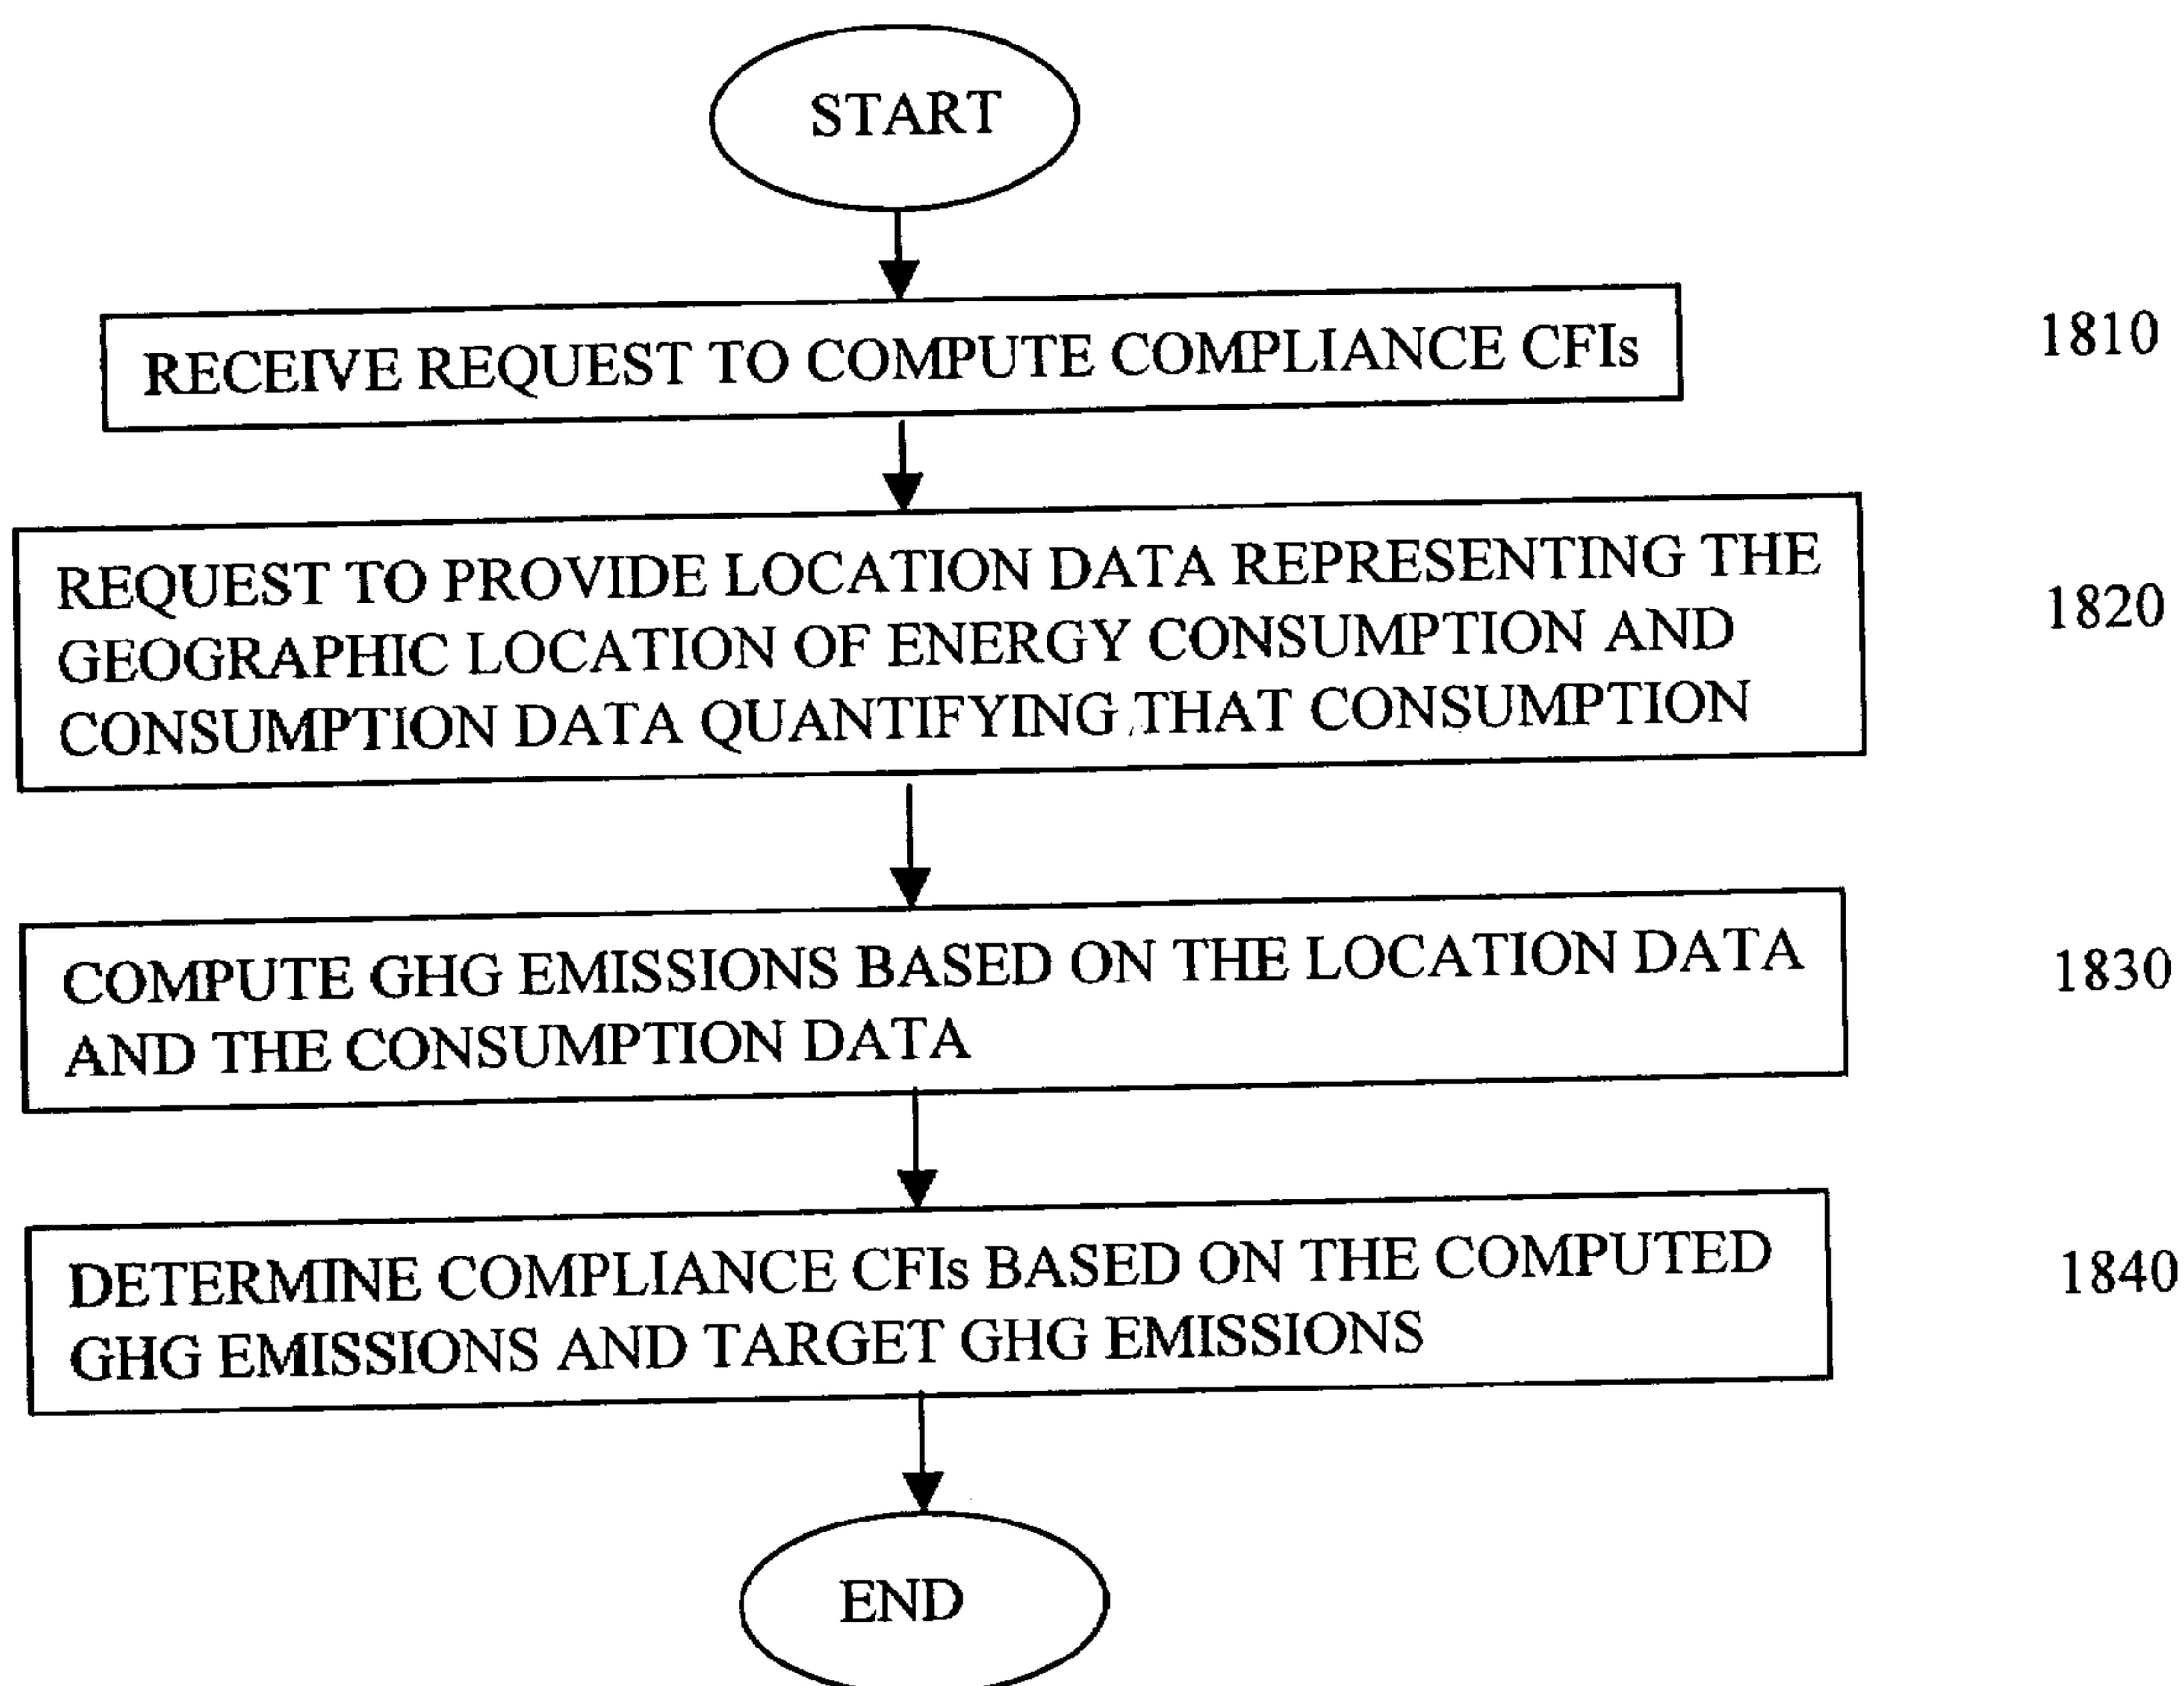 START
RECEIVE REQUEST TO COMPUTE COMPLIANCE CFIs
1810
REQUEST TO PROVIDE LOCATION DATA REPRESENTING THE
GEOGRAPHIC LOCATION OF ENERGY CONSUMPTION AND
CONSUMPTION DATA QUANTIFYING THAT CONSUMPTION
1820
COMPUTE GHG EMISSIONS BASED ON THE LOCATION DATA
AND THE CONSUMPTION DATA
1830
DETERMINE COMPLIANCE CFIs BASED ON THE COMPUTED
GHG EMISSIONS AND TARGET GHG EMISSIONS
1840
END